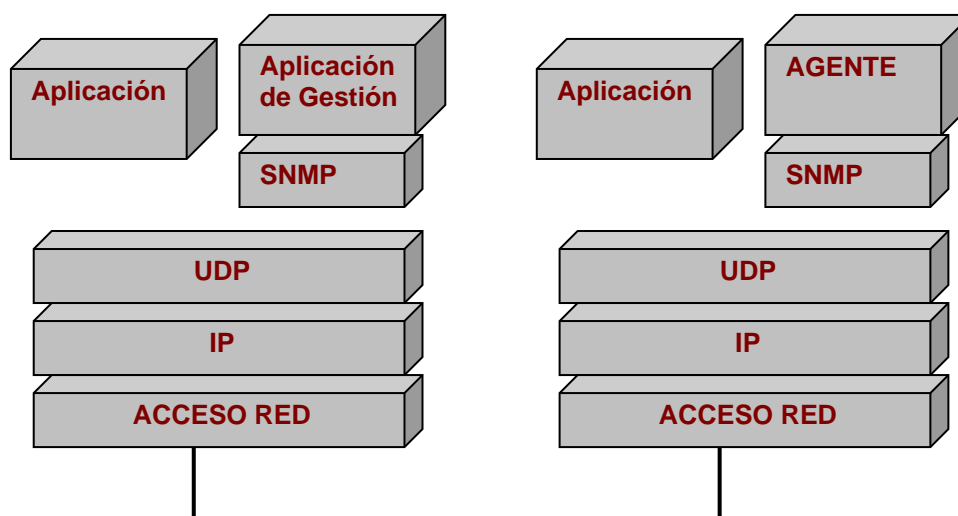 Aplicación
Aplicación
de Gestión
SNMP
UDP
IP
ACCESO RED
Aplicación
AGENTE
SNMP
UDP
IP
ACCESO RED